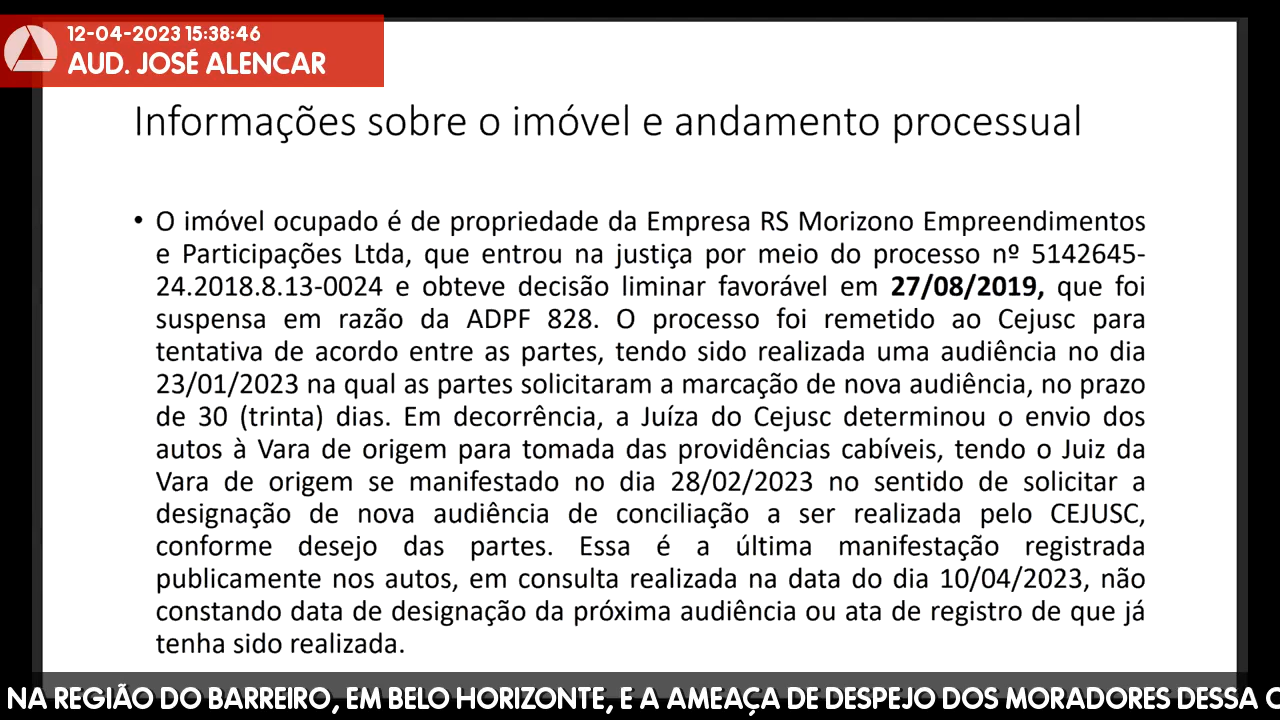 12-04-2023 15:38:46
AUD. JOSÉ ALENCAR
Informações sobre o imóvel e andamento processual
• O imóvel ocupado é de propriedade da Empresa RS Morizono Empreendimentos
e Participações Ltda, que entrou na justiça por meio do processo nº 5142645-
24.2018.8.13-0024 e obteve decisão liminar favorável em 27/08/2019, que foi
suspensa em razão da ADPF 828. O processo foi remetido ao Cejusc para
tentativa de acordo entre as partes, tendo sido realizada uma audiência no dia
23/01/2023 na qual as partes solicitaram a marcação de nova audiência, no prazo
de 30 (trinta) dias. Em decorrência, a Juíza do Cejusc determinou o envio dos
autos à Vara de origem para tomada das providências cabíveis, tendo o Juiz da
Vara de origem se manifestado no dia 28/02/2023 no sentido de solicitar a
designação de nova audiência de conciliação a ser realizada pelo CEJUSC,
conforme desejo das partes. Essa é a última manifestação registrada
publicamente nos autos, em consulta realizada na data do dia 10/04/2023, não
constando data de designação da próxima audiência ou ata de registro de que já
tenha sido realizada.
NA REGIÃO DO BARREIRO, EM BELO HORIZONTE, E A AMEAÇA DE DESPEJO DOS MORADORES DESSA